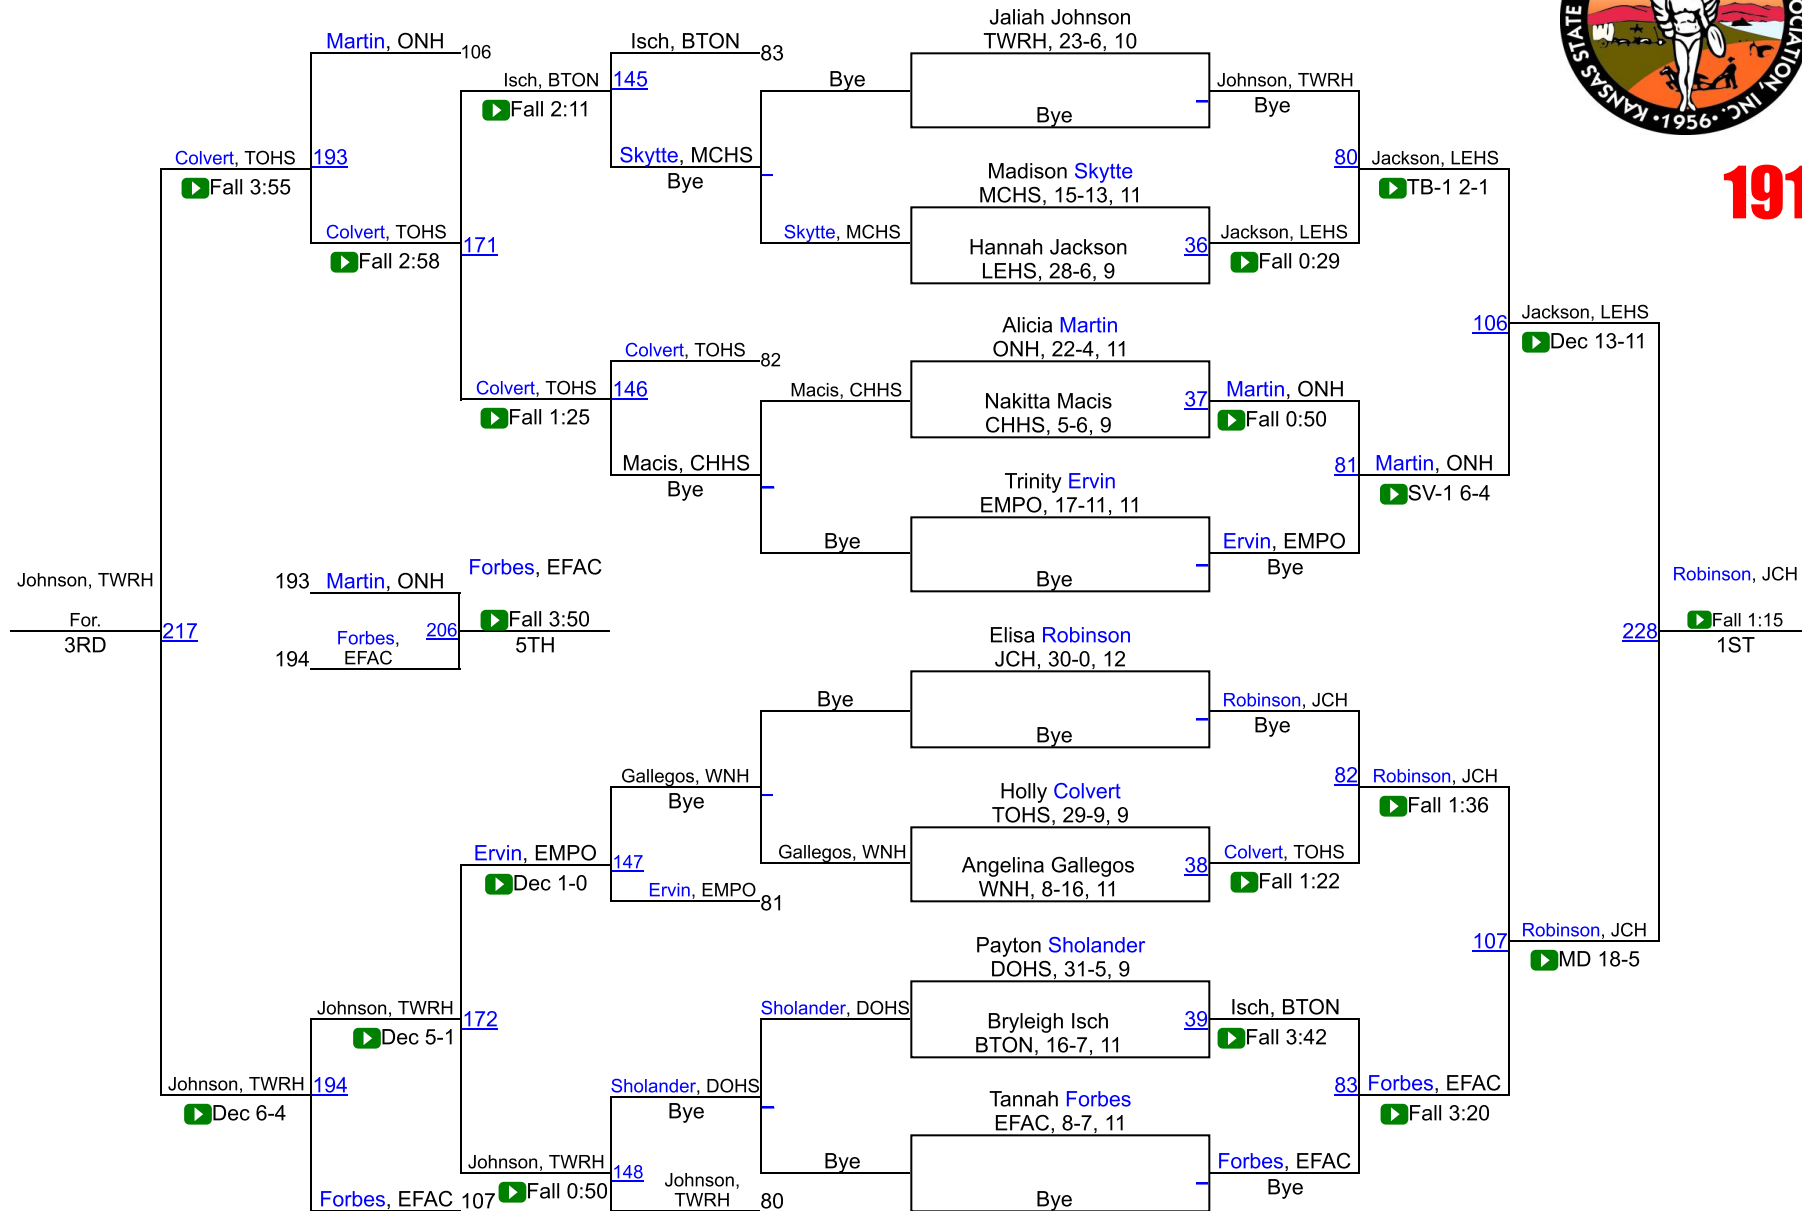 Jaliah Johnson
TWRH, 23-6, 10
Martin, ONH
106
Isch, BTON
83
Isch, BTON
145
Fall 2:11
Bye
Johnson, TWRH
Bye
Bye
KANSAS STATE
OCIATION, INC.
•1956•
Colvert, TOHS
193
Fall 3:55
Skytte, MCHS
Bye
Madison Skytte
MCHS, 15-13, 11
80
Jackson, LEHS
TB-1 2-1
191
Colvert, TOHS
171
Fall 2:58
Skytte, MCHS
Hannah Jackson
LEHS, 28-6, 9
36
Jackson, LEHS
Fall 0:29
Alicia Martin
ONH, 22-4, 11
106
Jackson, LEHS
Dec 13-11
Colvert, TOHS
82
Colvert, TOHS
146
Fall 1:25
Macis, CHHS
Nakitta Macis
CHHS, 5-6, 9
37
Martin, ONH
Fall 0:50
Macis, CHHS
Bye
Trinity Ervin
EMPO, 17-11, 11
81
Martin, ONH
SV-1 6-4
Bye
Bye
Ervin, EMPO
Bye
Johnson, TWRH
For.
3RD
217
193
Martin, ONH
Forbes, EFAC
194
Forbes,
EFAC
206
Fall 3:50
5TH
Elisa Robinson
JCH, 30-0, 12
228
Robinson, JCH
Fall 1:15
1ST
Bye
Bye
Robinson, JCH
Bye
Gallegos, WNH
Bye
Holly Colvert
TOHS, 29-9, 9
82
Robinson, JCH
Fall 1:36
Ervin, EMPO
147
Dec 1-0
Ervin, EMPO
81
Gallegos, WNH
Angelina Gallegos
WNH, 8-16, 11
38
Colvert, TOHS
Fall 1:22
Payton Sholander
DOHS, 31-5, 9
107
Robinson, JCH
MD 18-5
Johnson, TWRH
172
Dec 5-1
Sholander, DOHS
Bryleigh Isch
BTON, 16-7, 11
39
Isch, BTON
Fall 3:42
Johnson, TWRH
194
Dec 6-4
Sholander, DOHS
Bye
Tannah Forbes
EFAC, 8-7, 11
83
Forbes, EFAC
Fall 3:20
Johnson, TWRH
148
Fall 0:50
Bye
Bye
Forbes, EFAC
Bye
Forbes, EFAC
107
Johnson,
TWRH
80